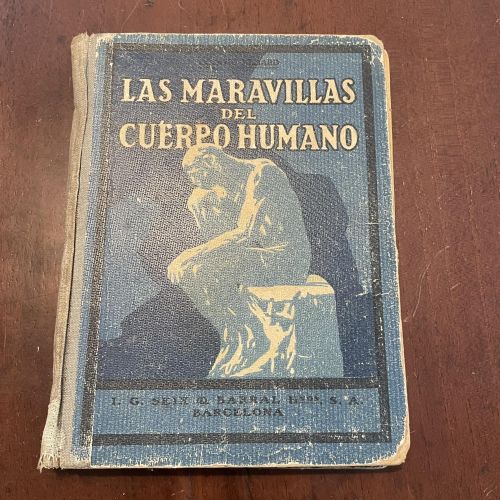 LAS MARAVILLAS
DEL
CUERPO HUMANO
I. G. SEIX & BARRAL HNOS. S. A.
BARCELONA